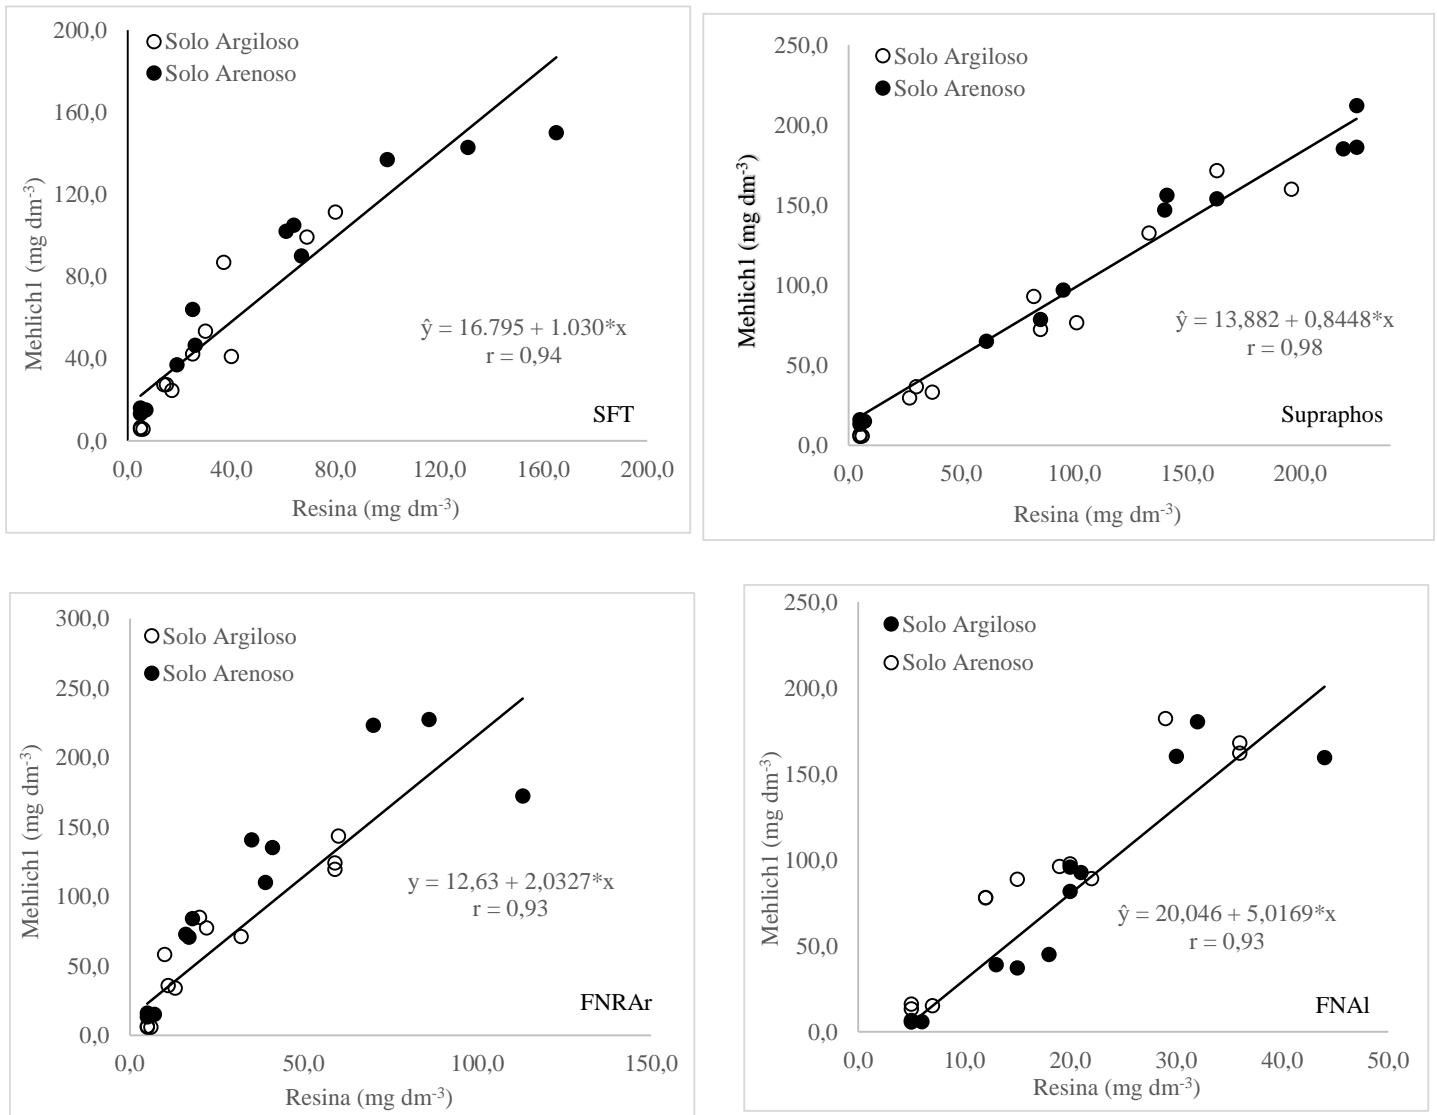 200,0
160,0
120,0
80,0
40,0
0,0
Mehlich1 (mg dm-3)
Solo Argiloso
Solo Arenoso
ŷ = 16.795 + 1.030*x
r = 0,94
SFT
0,0 40,0 80,0 120,0 160,0 200,0
Resina (mg dm-3)
250,0
200,0
150,0
100,0
50,0
0,0
Mehlich1 (mg dm-3)
Solo Argiloso
Solo Arenoso
ŷ = 13,882 + 0,8448*x
r = 0,98
Supraphos
0,0 50,0 100,0 150,0 200,0
Resina (mg dm-3)
300,0
250,0
200,0
150,0
100,0
50,0
0,0
Mehlich1 (mg dm-3)
Solo Argiloso
Solo Arenoso
y = 12,63 + 2,0327*x
r = 0,93
FNRAr
0,0 50,0 100,0 150,0
Resina (mg dm-3)
250,0
200,0
150,0
100,0
50,0
0,0
Mehlich1 (mg dm-3)
Solo Argiloso
Solo Arenoso
ŷ = 20,046 + 5,0169*x
r = 0,93
FNAl
0,0 10,0 20,0 30,0 40,0 50,0
Resina (mg dm-3)